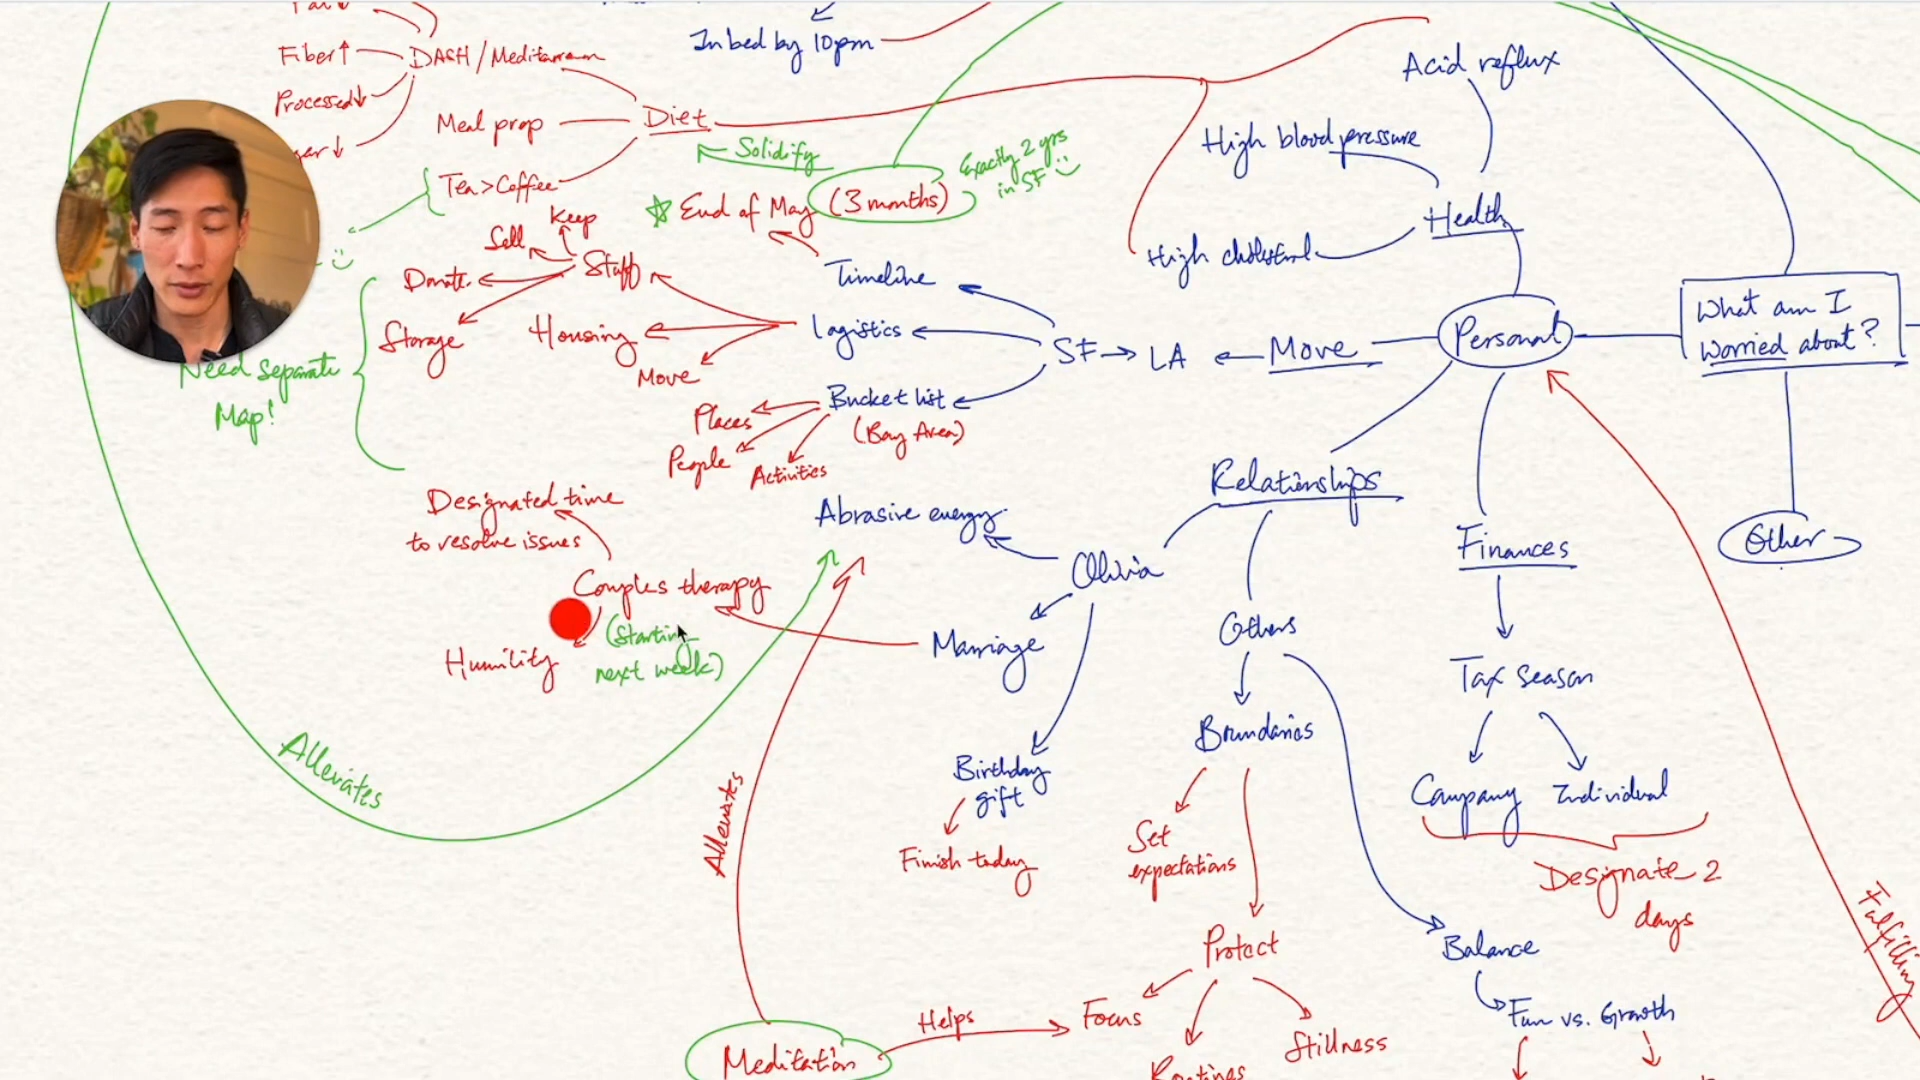 Fiber↑
DASH/Mediterranean
Processed↓
Meal prep
Diet
Tea>Coffee
In bed by 10pm
Solidify
End of May (3 months)
Exactly 2 yrs
in SF
Acid reflux
High blood pressure
Health
High cholesterol
Keep
Sell
Stuff
Donate
Storage
Housing
Move
Timeline
Logistics
Bucket list
(Bay Area)
Places
People
Activities
SF → LA
Move
Personal
What am I
worried about?
Need separate
Map!
Relationships
Finances
Other
Designated time
to resolve issues
Couples therapy
(Starting
next week)
Humility
Abrasive energy
Olivia
Marriage
Birthday
gift
Finish today
Others
Boundaries
Set
expectations
Protect
Focus
Routines
Stillness
Tax season
Company
Individual
Designate 2
days
Balance
Fun vs. Growth
Fulfilling
Alleviates
Alleviates
Meditation
Helps